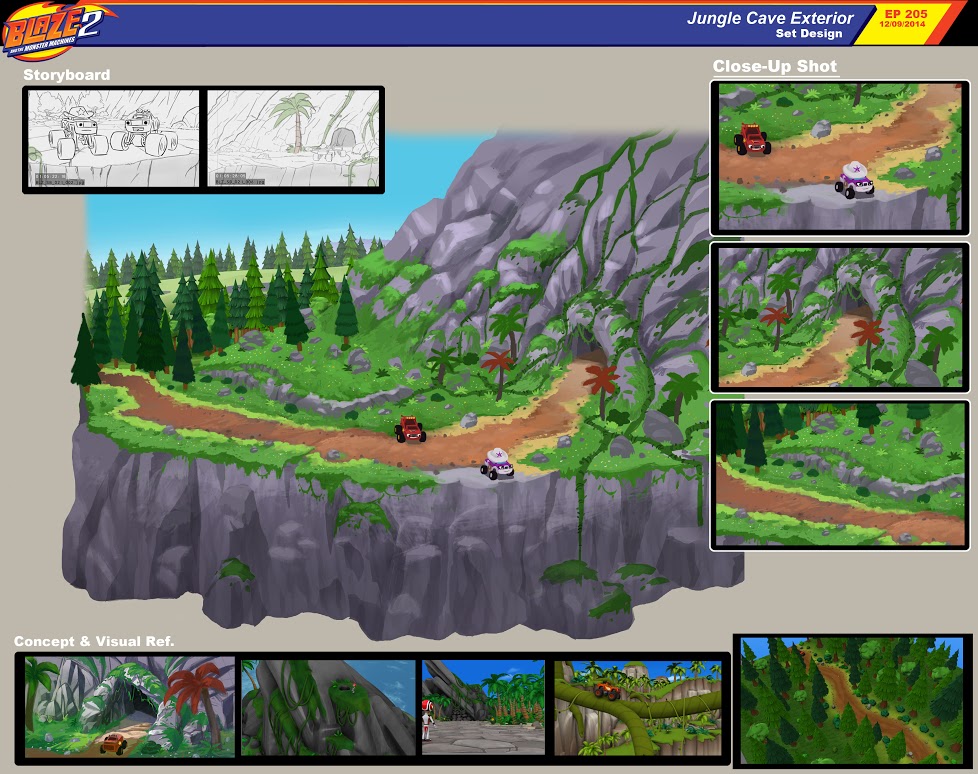 BLAZE 2
AND THE MONSTER MACHINES
Jungle Cave Exterior
Set Design
EP 205
12/09/2014
Storyboard
Close-Up Shot
Concept & Visual Ref.